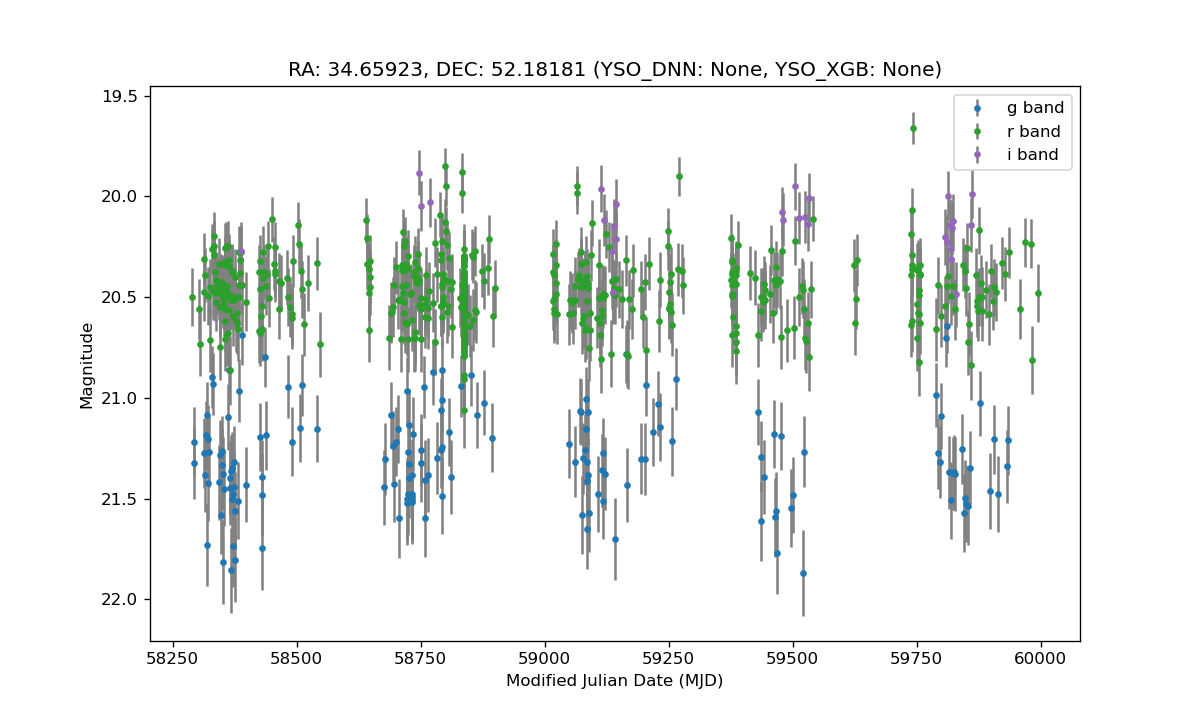 RA: 34.65923, DEC: 52.18181 (YSO_DNN: None, YSO_XGB: None)
g band
r band
i band
19.5
20.0
20.5
21.0
21.5
22.0
Magnitude
58250 58500 58750 59000 59250 59500 59750 60000
Modified Julian Date (MJD)